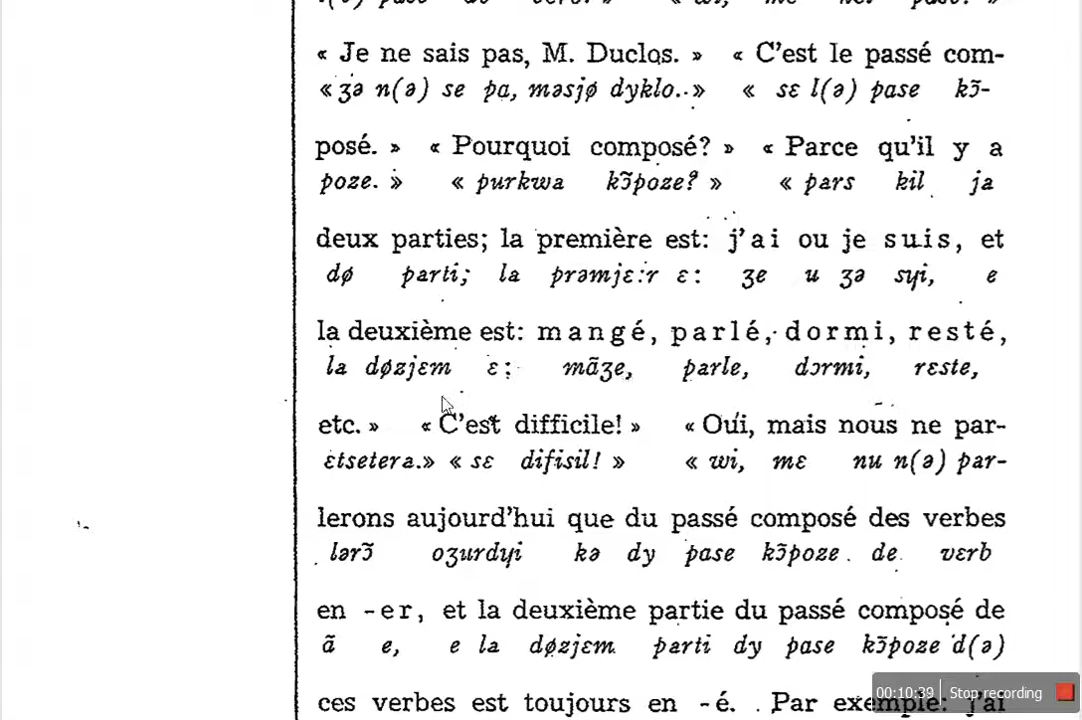 « Je ne sais pas, M. Duclos. » « C'est le passé com-
« ʒə n(ə) se pa, məsjø dyklo. » « sɛ l(ə) pase kɔ̃-
posé. » « Pourquoi composé? » « Parce qu'il y a
poze. » « purkwa kɔ̃poze? » « pars kil ja
deux parties; la première est: j'ai ou je suis, et
dø parti; la prəmjɛ:r ɛ: ʒe u ʒə sɥi, e
la deuxième est: mangé, parlé, dormi, resté,
la døzjɛm ɛ: mɑ̃ʒe, parle, dɔrmi, rɛste,
etc. » « C'est difficile! » « Oui, mais nous ne par-
ɛtsetera.» « sɛ difisil! » « wi, mɛ nu n(ə) par-
lerons aujourd'hui que du passé composé des verbes
lərɔ̃ oʒurdɥi kə dy pase kɔ̃poze de vɛrb
en -er, et la deuxième partie du passé composé de
ɑ̃ e, e la døzjɛm parti dy pase kɔ̃poze d(ə)
ces verbes est toujours en -é. Par exemple: j'ai
00:10:39 Stop recording